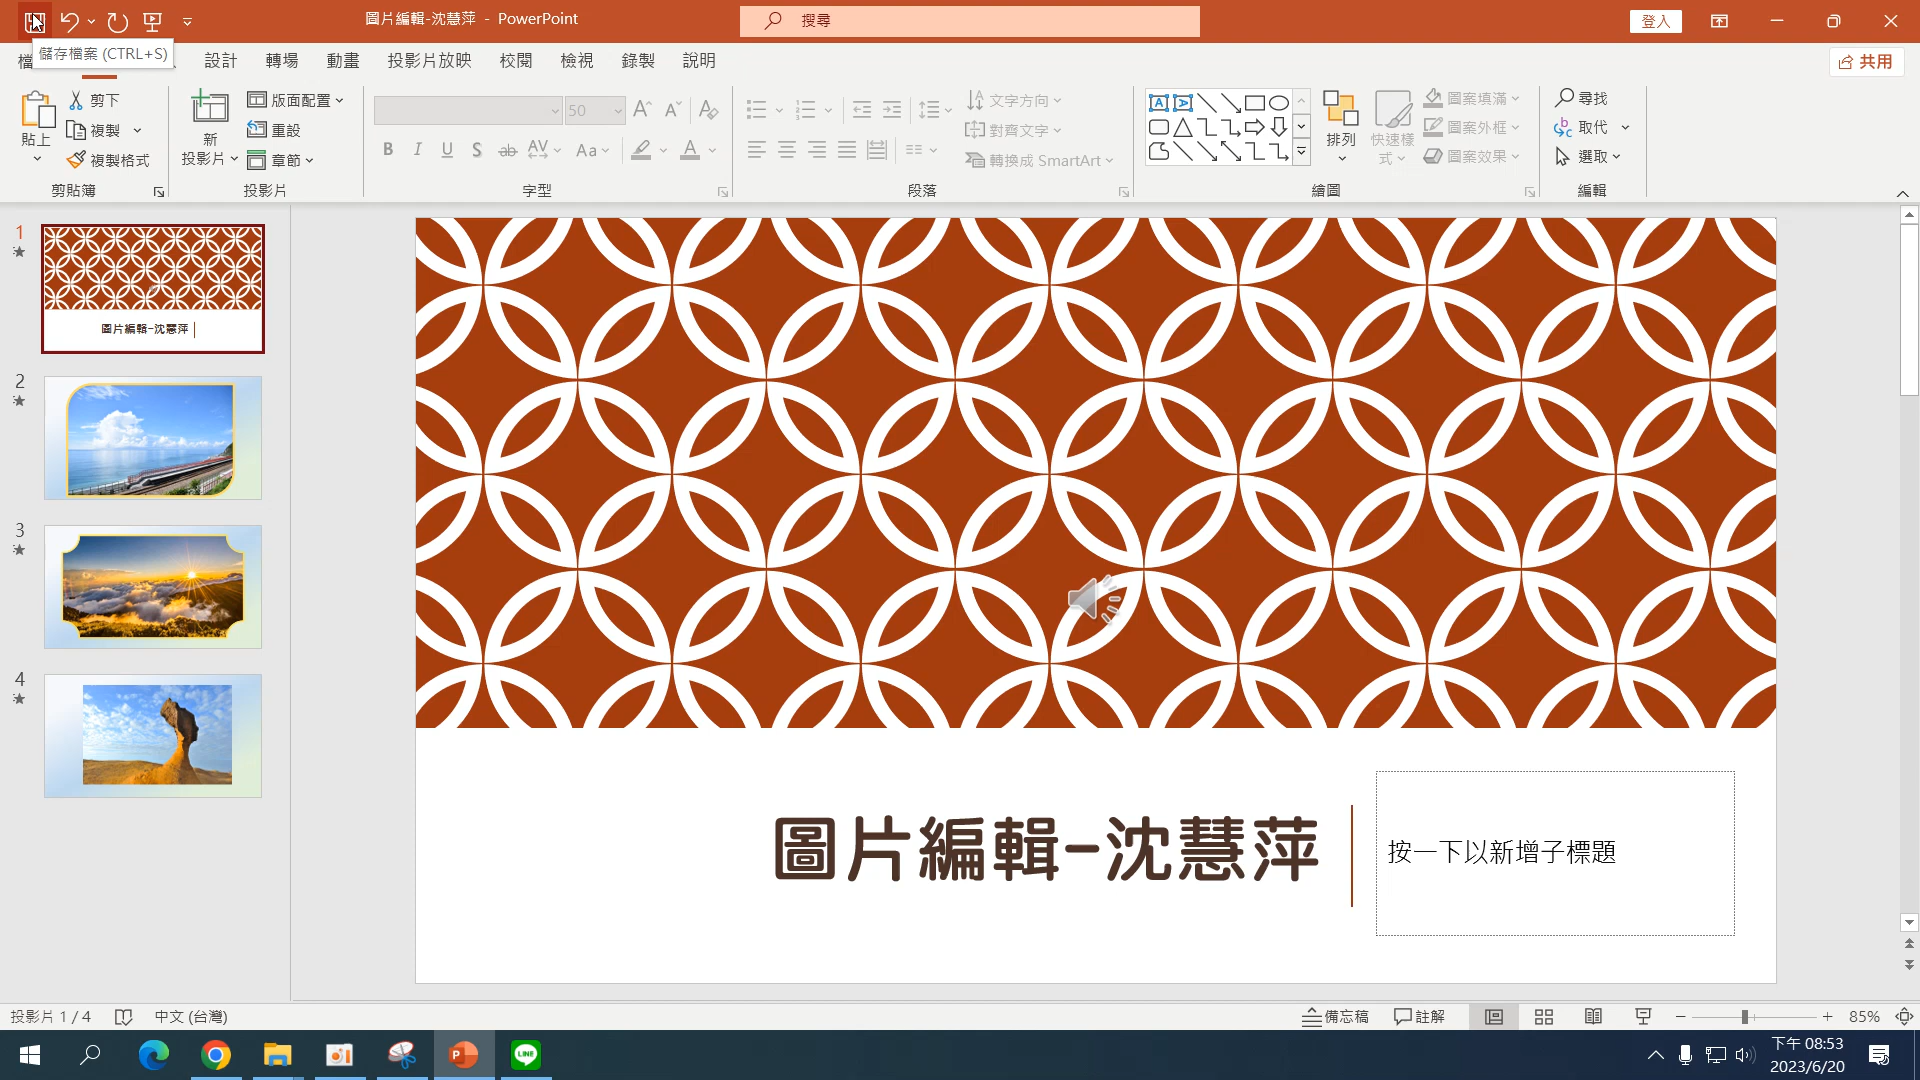 圖片編輯-沈慧萍 - PowerPoint
搜尋
登入
儲存檔案 (CTRL+S)
檔
設計
轉場
動畫
投影片放映
校閱
檢視
錄製
說明
共用
貼上
剪下
複製
複製格式
剪貼簿
新
投影片
版面配置
重設
章節
投影片
50
B I U S ab AV Aa A
字型
文字方向
對齊文字
轉換成 SmartArt
段落
排列
快速樣
式
圖案填滿
圖案外框
圖案效果
繪圖
尋找
取代
選取
編輯
1
圖片編輯-沈慧萍
2
3
4
圖片編輯-沈慧萍
按一下以新增子標題
投影片 1 / 4
中文 (台灣)
備忘稿
註解
85%
LINE
下午 08:53
2023/6/20